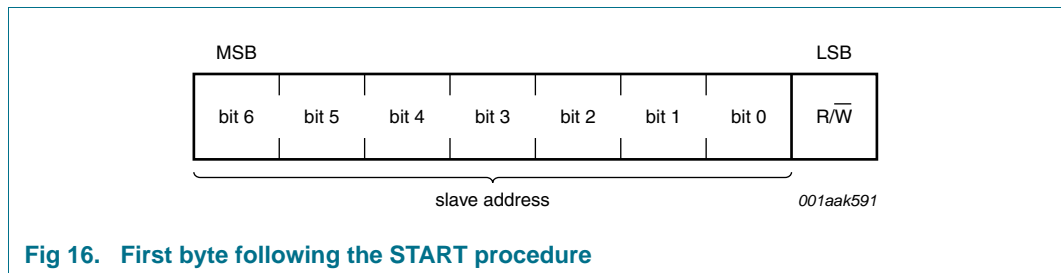 MSB LSB
bit 6 bit 5 bit 4 bit 3 bit 2 bit 1 bit 0 R/W̅
slave address 001aak591
Fig 16. First byte following the START procedure